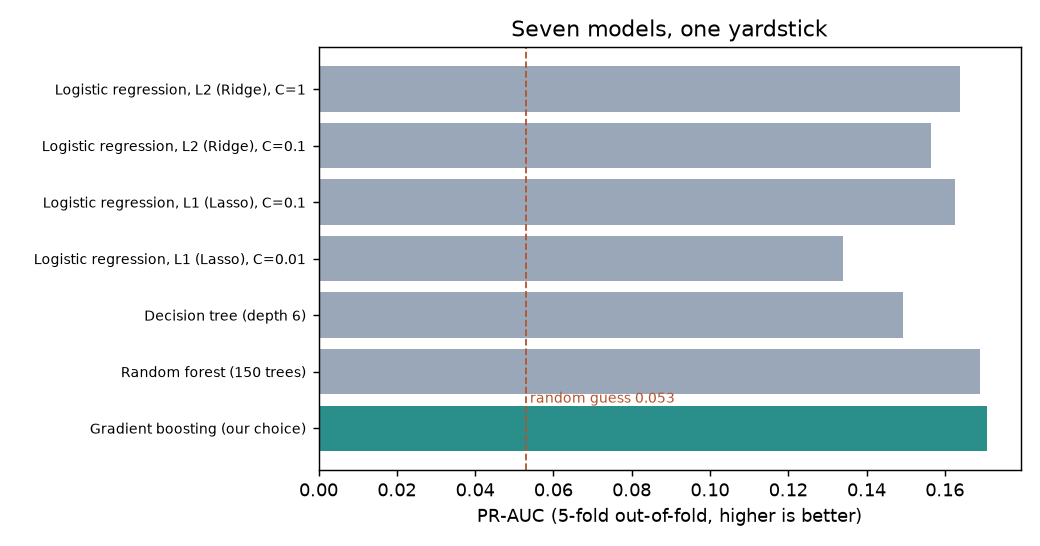 Seven models, one yardstick
Logistic regression, L2 (Ridge), C=1
Logistic regression, L2 (Ridge), C=0.1
Logistic regression, L1 (Lasso), C=0.1
Logistic regression, L1 (Lasso), C=0.01
Decision tree (depth 6)
Random forest (150 trees)
random guess 0.053
Gradient boosting (our choice)
0.00 0.02 0.04 0.06 0.08 0.10 0.12 0.14 0.16
PR-AUC (5-fold out-of-fold, higher is better)